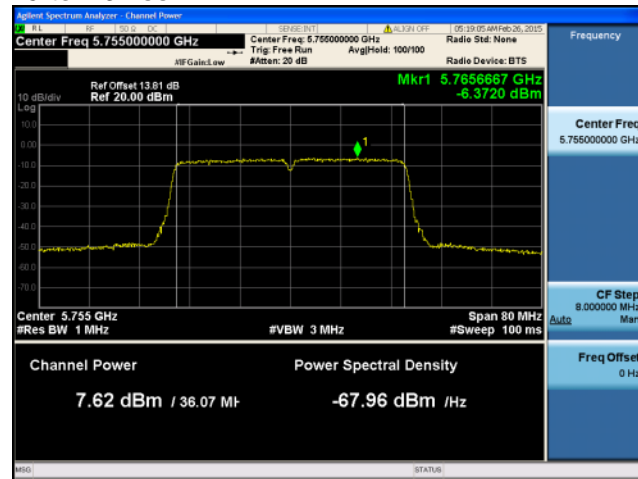 Agilent Spectrum Analyzer - Channel Power
RL RF 50 Ω DC SENSE:INT ALIGN OFF 05:19:05 AM Feb 26, 2015
Center Freq 5.755000000 GHz Center Freq: 5.755000000 GHz Radio Std: None Frequency
Trig: Free Run Avg|Hold: 100/100
#IFGain:Low #Atten: 20 dB Radio Device: BTS
Mkr1 5.7656667 GHz
Ref Offset 13.81 dB
10 dB/div Ref 20.00 dBm -6.3720 dBm
Log
10.0
0.00
-10.0
-20.0
-30.0
-40.0
-50.0
-60.0
-70.0
1
Center Freq
5.755000000 GHz
Center 5.755 GHz Span 80 MHz
#Res BW 1 MHz #VBW 3 MHz #Sweep 100 ms
CF Step
8.000000 MHz
Auto Man
Channel Power Power Spectral Density
7.62 dBm / 36.07 MH -67.96 dBm /Hz
Freq Offset
0 Hz
MSG STATUS